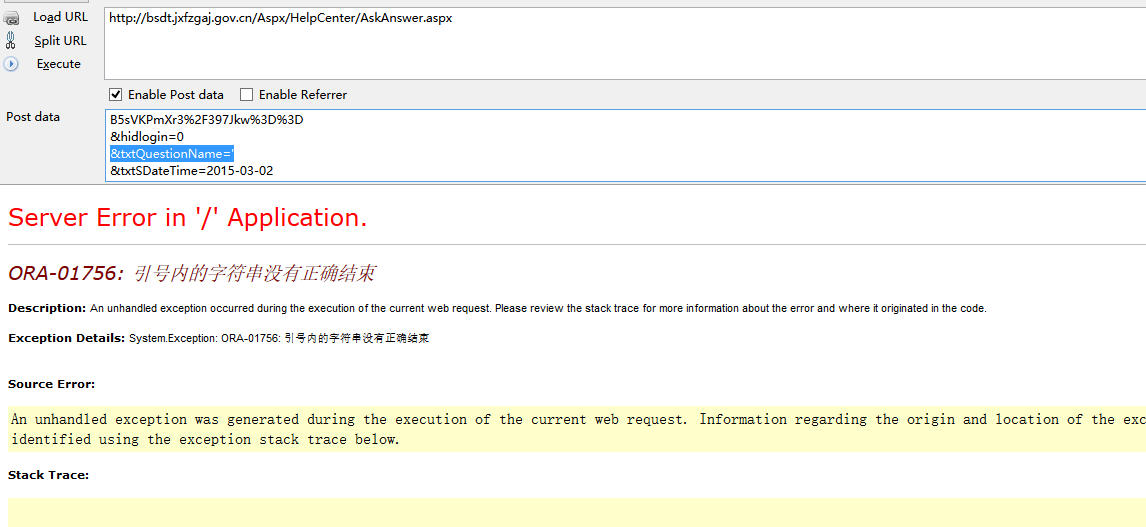 Load URL
http://bsdt.jxfzgaj.gov.cn/Aspx/HelpCenter/AskAnswer.aspx
Split URL
Execute
Enable Post data Enable Referrer
Post data
B5sVKPmXr3%2F397Jkw%3D%3D
&hidlogin=0
&txtQuestionName='
&txtSDateTime=2015-03-02
Server Error in '/' Application.
ORA-01756: 引号内的字符串没有正确结束
Description: An unhandled exception occurred during the execution of the current web request. Please review the stack trace for more information about the error and where it originated in the code.
Exception Details: System.Exception: ORA-01756: 引号内的字符串没有正确结束
Source Error:
An unhandled exception was generated during the execution of the current web request. Information regarding the origin and location of the exc
identified using the exception stack trace below.
Stack Trace: